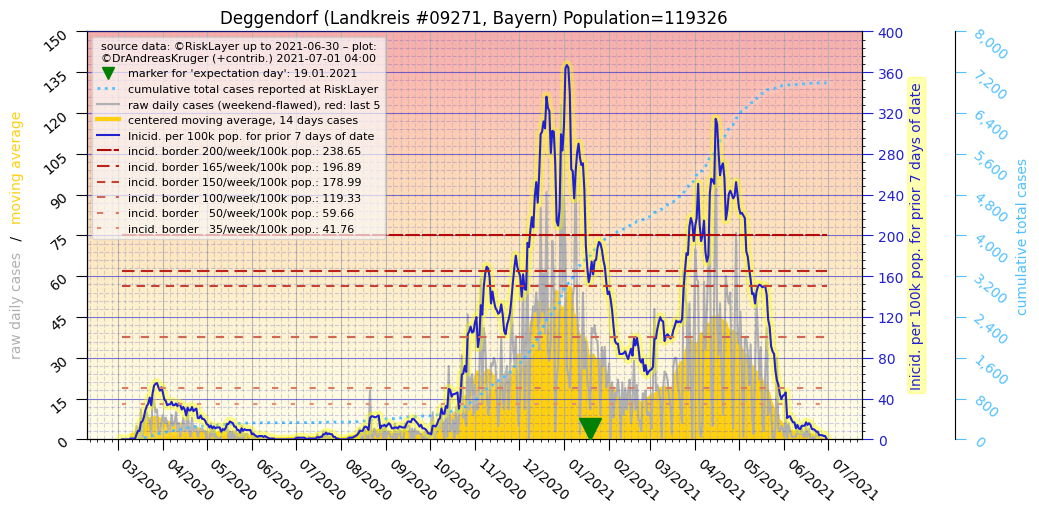 Deggendorf (Landkreis #09271, Bayern) Population=119326
source data: ©RiskLayer up to 2021-06-30 – plot:
©DrAndreasKruger (+contrib.) 2021-07-01 04:00
marker for 'expectation day': 19.01.2021
cumulative total cases reported at RiskLayer
raw daily cases (weekend-flawed), red: last 5
centered moving average, 14 days cases
Inicid. per 100k pop. for prior 7 days of date
incid. border 200/week/100k pop.: 238.65
incid. border 165/week/100k pop.: 196.89
incid. border 150/week/100k pop.: 178.99
incid. border 100/week/100k pop.: 119.33
incid. border   50/week/100k pop.: 59.66
incid. border   35/week/100k pop.: 41.76
raw daily cases / moving average
150
135
120
105
90
75
60
45
30
15
0
03/2020
04/2020
05/2020
06/2020
07/2020
08/2020
09/2020
10/2020
11/2020
12/2020
01/2021
02/2021
03/2021
04/2021
05/2021
06/2021
07/2021
400
360
320
280
240
200
160
120
80
40
0
Inicid. per 100k pop. for prior 7 days of date
8,000
7,200
6,400
5,600
4,800
4,000
3,200
2,400
1,600
800
0
cumulative total cases